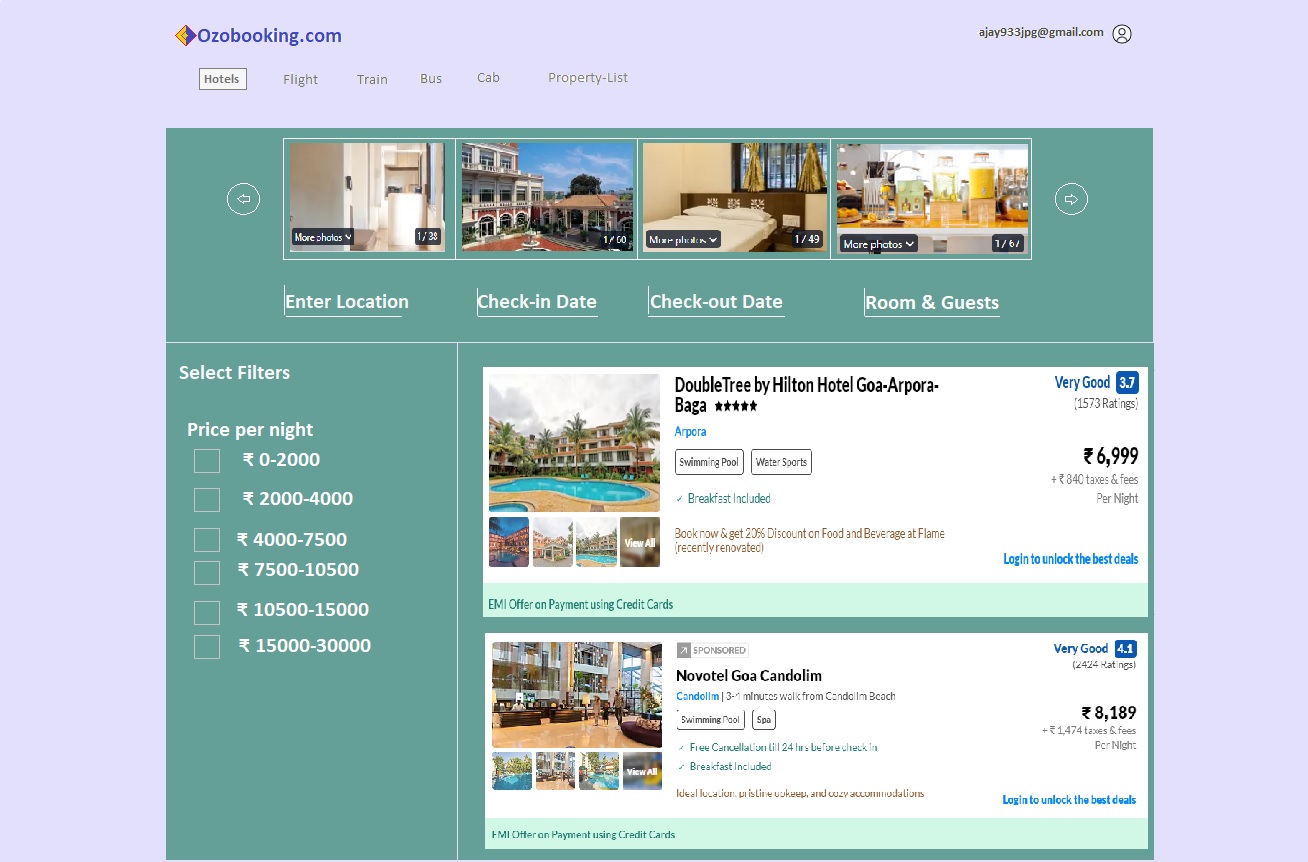 Ozobooking.com
ajay933jpg@gmail.com
Hotels Flight Train Bus Cab Property-List
More photos 1 / 38
1 / 60
More photos 1 / 49
More photos 1 / 67
Enter Location Check-in Date Check-out Date Room & Guests
Select Filters
Price per night
₹ 0-2000
₹ 2000-4000
₹ 4000-7500
₹ 7500-10500
₹ 10500-15000
₹ 15000-30000
DoubleTree by Hilton Hotel Goa-Arpora-
Baga ★★★★★
Very Good 3.7
(1573 Ratings)
Arpora
Swimming Pool Water Sports
₹ 6,999
+ ₹ 840 taxes & fees
Per Night
✓ Breakfast Included
View All
Book now & get 20% Discount on Food and Beverage at Flame
(recently renovated)
Login to unlock the best deals
EMI Offer on Payment using Credit Cards
SPONSORED
Very Good 4.1
(2424 Ratings)
Novotel Goa Candolim
Candolim | 3-4 minutes walk from Candolim Beach
Swimming Pool Spa
₹ 8,189
+ ₹ 1,474 taxes & fees
Per Night
✓ Free Cancellation till 24 hrs before check in
✓ Breakfast Included
View All
Ideal location, pristine upkeep, and cozy accommodations
Login to unlock the best deals
EMI Offer on Payment using Credit Cards